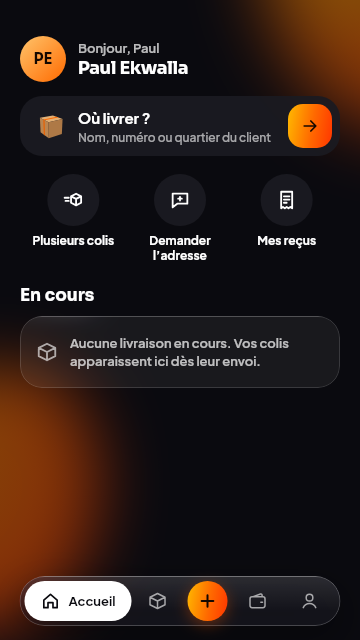 PE
Bonjour, Paul
Paul Ekwalla
Où livrer ?
Nom, numéro ou quartier du client
Plusieurs colis
Demander
l'adresse
Mes reçus
En cours
Aucune livraison en cours. Vos colis
apparaissent ici dès leur envoi.
Accueil